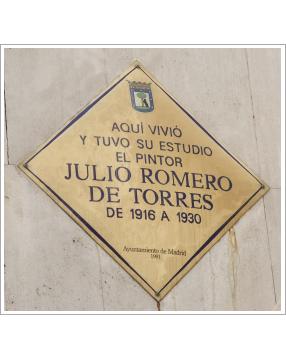 AQUÍ VIVIÓ
Y TUVO SU ESTUDIO
EL PINTOR
JULIO ROMERO
DE TORRES
DE 1916 A 1930
Ayuntamiento de Madrid
1991